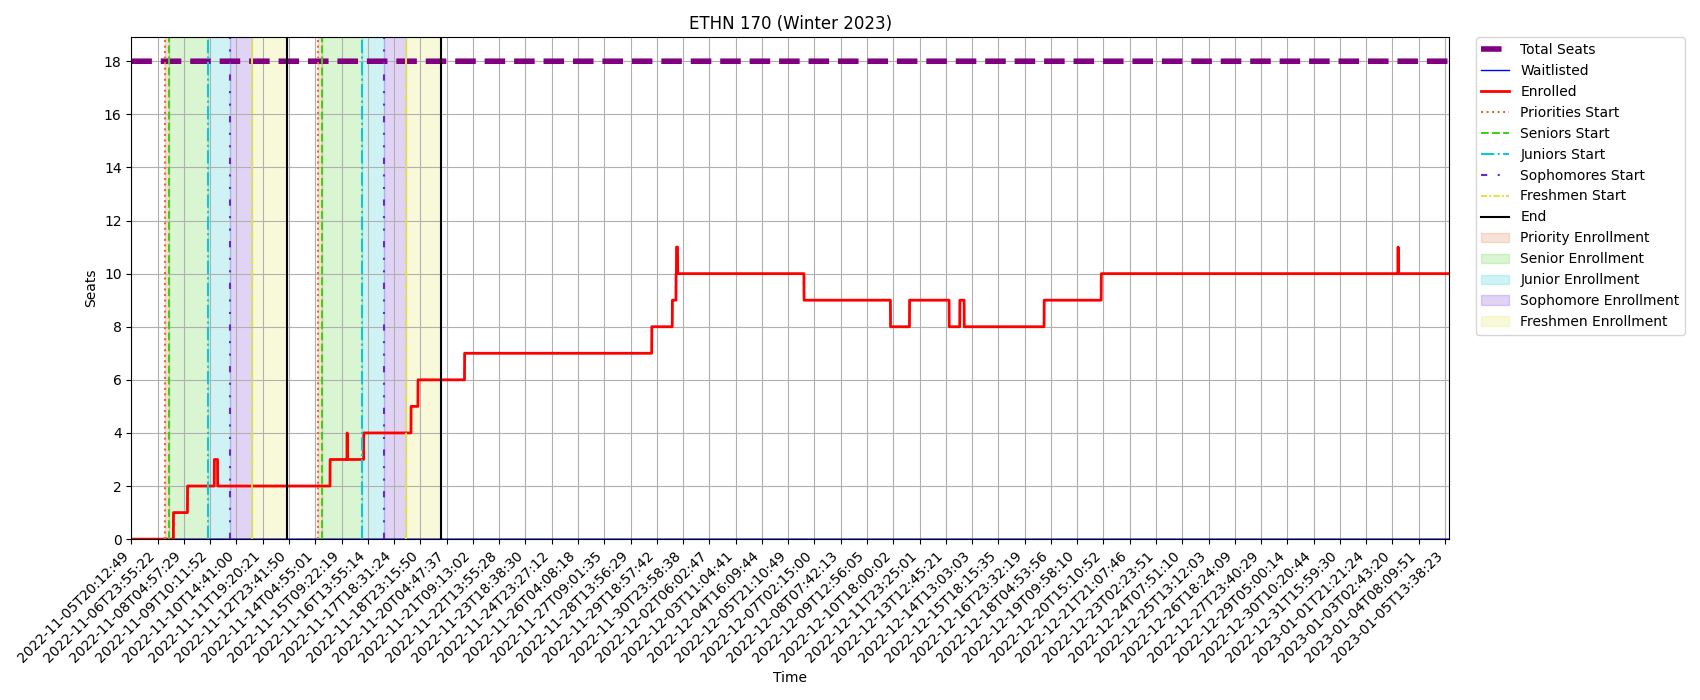 ETHN 170 (Winter 2023)
Seats
18
16
14
12
10
8
6
4
2
0
2022-11-05T20:12:49
2022-11-06T23:55:22
2022-11-08T04:57:29
2022-11-09T10:11:52
2022-11-10T14:41:00
2022-11-11T19:20:21
2022-11-12T23:41:50
2022-11-14T04:55:01
2022-11-15T09:22:19
2022-11-16T13:55:14
2022-11-17T18:31:24
2022-11-18T23:15:50
2022-11-20T04:47:37
2022-11-21T09:13:02
2022-11-22T13:55:28
2022-11-23T18:38:30
2022-11-24T23:27:12
2022-11-26T04:08:18
2022-11-27T09:01:35
2022-11-28T13:56:29
2022-11-29T18:57:42
2022-11-30T23:58:38
2022-12-02T06:02:47
2022-12-03T11:04:41
2022-12-04T16:09:44
2022-12-05T21:10:49
2022-12-07T02:15:00
2022-12-08T07:42:13
2022-12-09T12:56:05
2022-12-10T18:00:02
2022-12-11T23:25:01
2022-12-13T12:45:21
2022-12-14T13:03:03
2022-12-15T18:15:35
2022-12-16T23:32:19
2022-12-18T04:53:56
2022-12-19T09:58:10
2022-12-20T15:10:52
2022-12-21T21:07:46
2022-12-23T02:23:51
2022-12-24T07:51:10
2022-12-25T13:12:03
2022-12-26T18:24:09
2022-12-27T23:40:29
2022-12-29T05:00:14
2022-12-30T10:20:44
2022-12-31T15:59:30
2023-01-01T21:21:24
2023-01-03T02:43:20
2023-01-04T08:09:51
2023-01-05T13:38:23
Time
Total Seats
Waitlisted
Enrolled
Priorities Start
Seniors Start
Juniors Start
Sophomores Start
Freshmen Start
End
Priority Enrollment
Senior Enrollment
Junior Enrollment
Sophomore Enrollment
Freshmen Enrollment